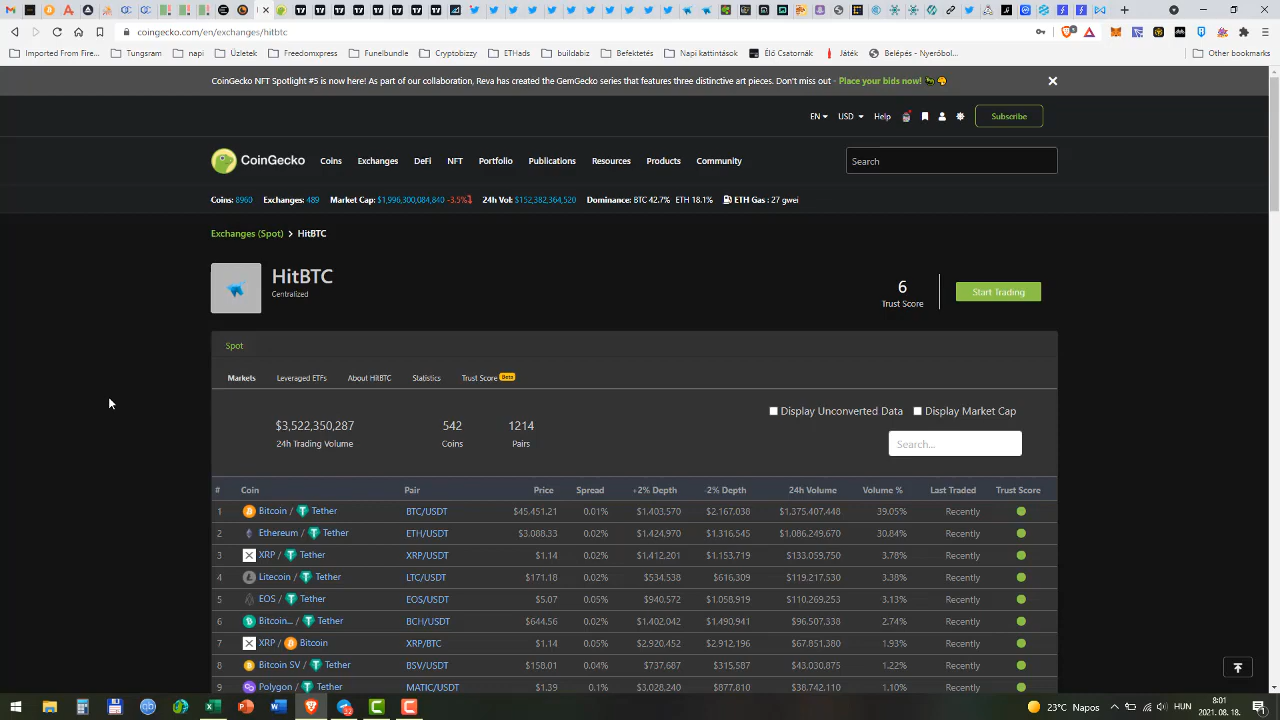 coingecko.com/en/exchanges/hitbtc
Imported From Fire... Tungsram napi Üzletek Freedomxpress Funelbundle Cryptobiznyc ETHads buildabiz Befektetés Napi kattintások Élő Csatornák Játék Belépés - Nyerőbol... Other bookmarks
CoinGecko NFT Spotlight #5 is now here! As part of our collaboration, Reva has created the GemGecko series that features three distinctive art pieces. Don't miss out - Place your bids now!
EN USD Help Subscribe
CoinGecko Coins Exchanges DeFi NFT Portfolio Publications Resources Products Community Search
Coins: 8960 Exchanges: 489 Market Cap: $1,996,300,084,840 -3.5% 24h Vol: $152,382,364,520 Dominance: BTC 42.7% ETH 18.1% ETH Gas: 27 gwei
Exchanges (Spot) > HitBTC
HitBTC
Centralized
6
Trust Score
Start Trading
Spot
Markets Leveraged ETFs About HitBTC Statistics Trust Score Beta
Display Unconverted Data Display Market Cap
$3,522,350,287 542 1214
24h Trading Volume Coins Pairs
Search...
# Coin Pair Price Spread +2% Depth -2% Depth 24h Volume Volume % Last Traded Trust Score
1 Bitcoin / Tether BTC/USDT $45.451.21 0.01% $1.403,570 $2.167,038 $1.375.407.448 39.05% Recently
2 Ethereum / Tether ETH/USDT $3.088.33 0.02% $1.424,970 $1.316,545 $1.086,249,670 30.84% Recently
3 XRP / Tether XRP/USDT $1.14 0.02% $1.412,201 $1.153,719 $133.059,750 3.78% Recently
4 Litecoin / Tether LTC/USDT $171.18 0.02% $534,538 $616,309 $119.217,530 3.38% Recently
5 EOS / Tether EOS/USDT $5.07 0.05% $940,572 $1.058,919 $110.269,253 3.13% Recently
6 Bitcoin... / Tether BCH/USDT $644.56 0.02% $1.402,042 $1.490,941 $96.507,338 2.74% Recently
7 XRP / Bitcoin XRP/BTC $1.14 0.05% $2.920,452 $2.912,196 $67.851,380 1.93% Recently
8 Bitcoin SV / Tether BSV/USDT $158.01 0.04% $737,687 $315,587 $43.030,875 1.22% Recently
9 Polygon / Tether MATIC/USDT $1.39 0.1% $3.028,240 $877,810 $38.742,110 1.10% Recently
23°C Napos HUN 8:01
2021. 08. 18.